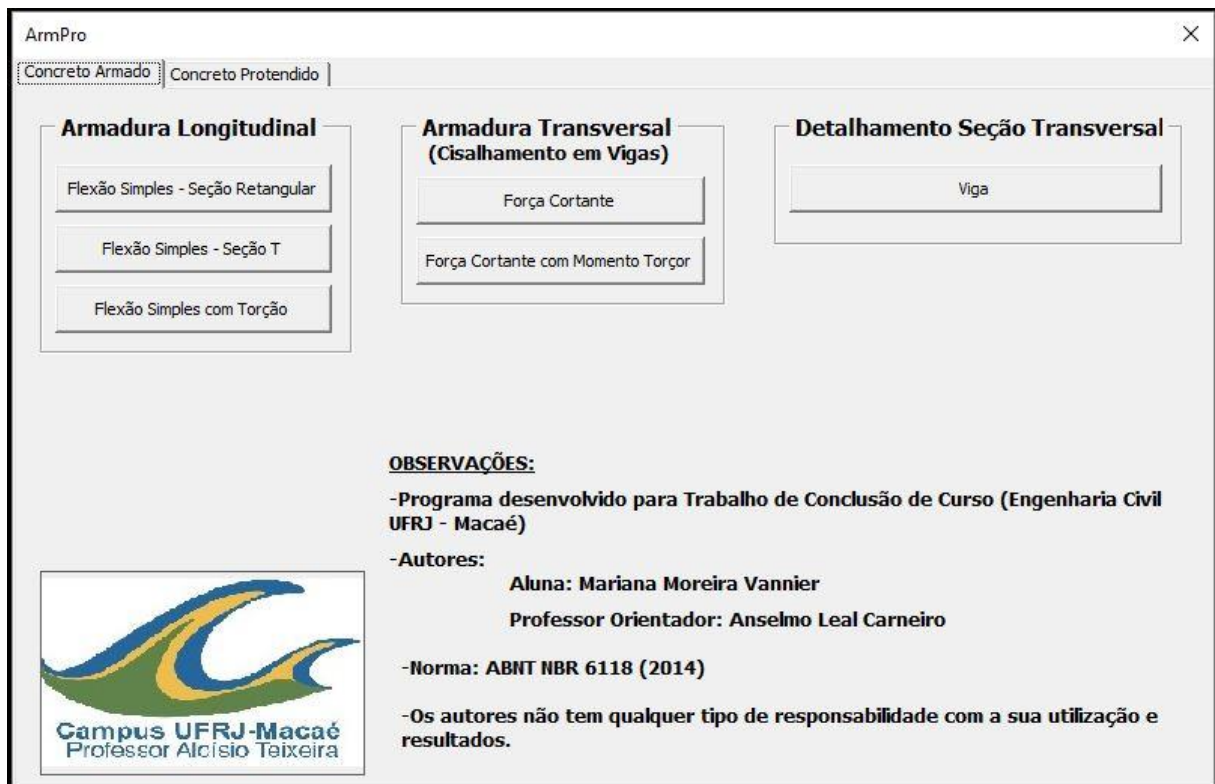 ArmPro
Concreto Armado
Concreto Protendido
Armadura Longitudinal
Flexão Simples - Seção Retangular
Flexão Simples - Seção T
Flexão Simples com Torção
Armadura Transversal
(Cisalhamento em Vigas)
Força Cortante
Força Cortante com Momento Torçor
Detalhamento Seção Transversal
Viga
OBSERVAÇÕES:
-Programa desenvolvido para Trabalho de Conclusão de Curso (Engenharia Civil
UFRJ - Macaé)
-Autores:
Aluna: Mariana Moreira Vannier
Professor Orientador: Anselmo Leal Carneiro
-Norma: ABNT NBR 6118 (2014)
-Os autores não tem qualquer tipo de responsabilidade com a sua utilização e
resultados.
Campus UFRJ-Macaé
Professor Aloísio Teixeira